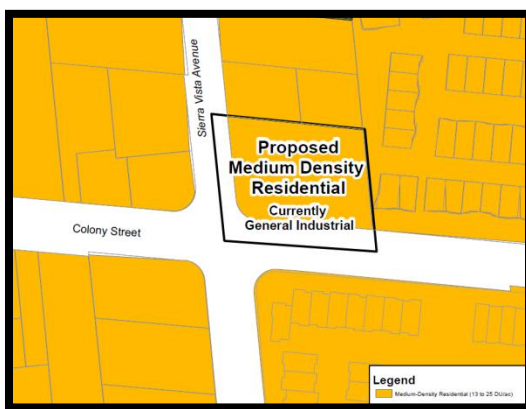 Sierra Vista Avenue
Proposed
Medium Density
Residential
Currently
General Industrial
Colony Street
Legend
Medium-Density Residential (13 to 25 DU/ac)